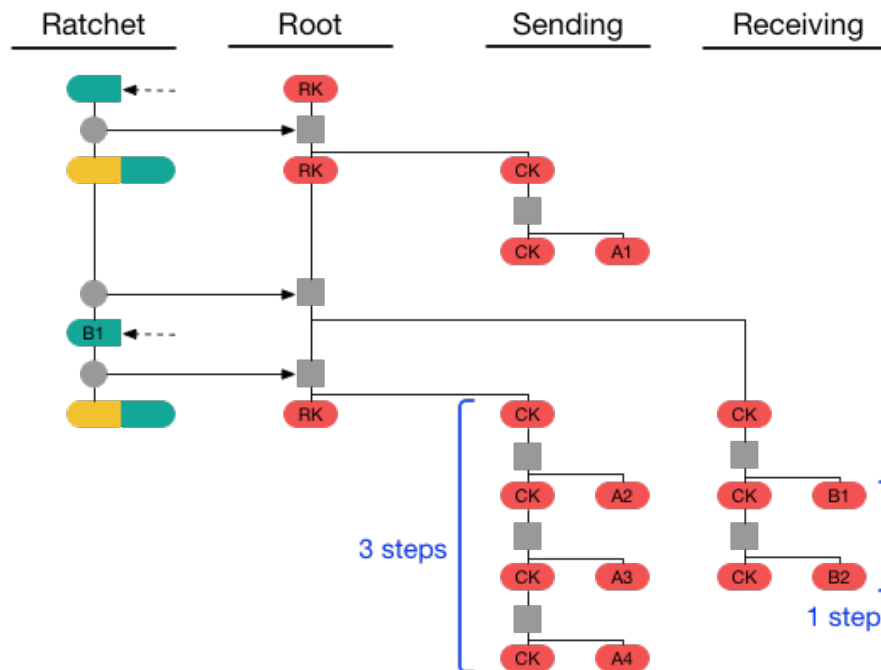 Ratchet Root Sending Receiving
RK
RK CK
CK A1
B1
RK CK CK
CK A2 CK B1
3 steps
CK A3 CK B2
1 step
CK A4